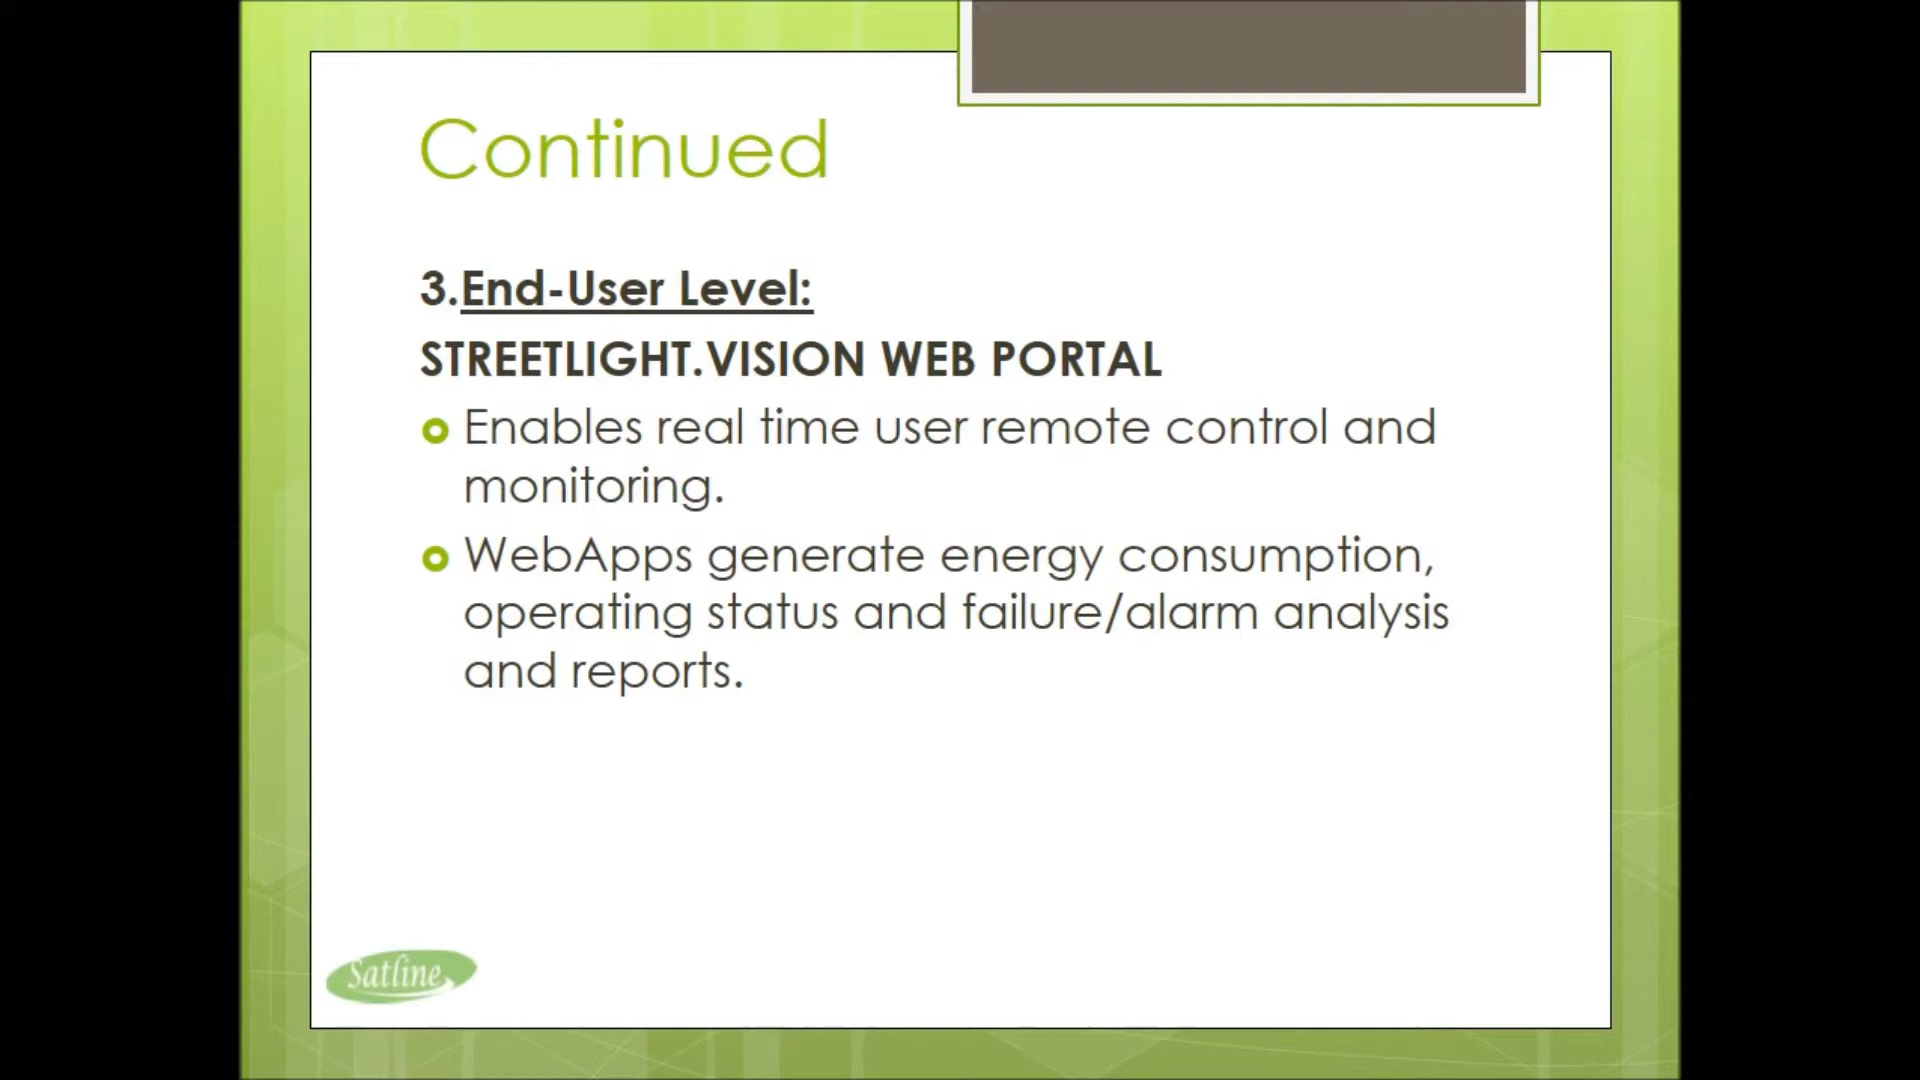 Continued
3.End-User Level:
STREETLIGHT.VISION WEB PORTAL
Enables real time user remote control and
monitoring.
WebApps generate energy consumption,
operating status and failure/alarm analysis
and reports.
Satline